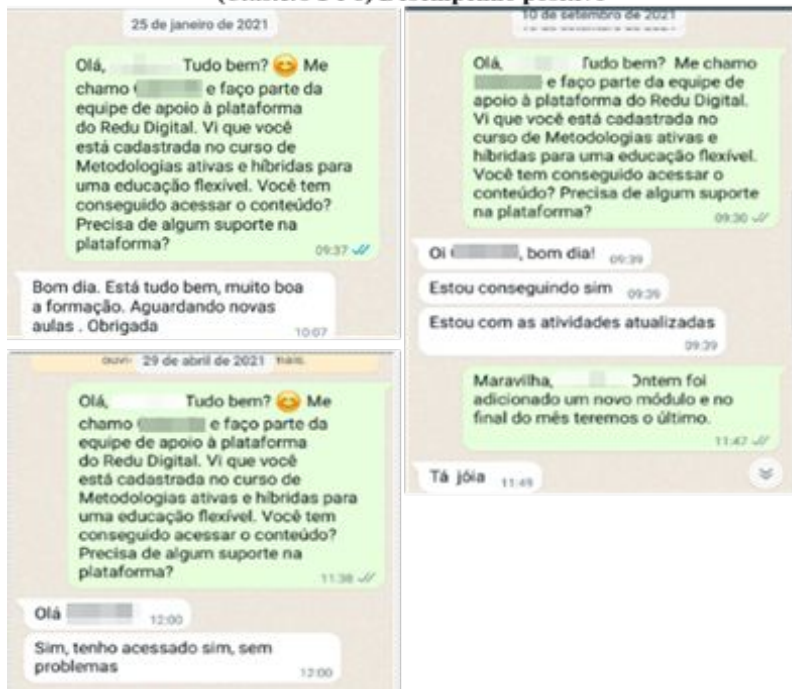 25 de janeiro de 2021
Olá, Tudo bem? 😊 Me
chamo e faço parte da
equipe de apoio à plataforma
do Redu Digital. Vi que você
está cadastrada no curso de
Metodologias ativas e híbridas para
uma educação flexível. Você tem
conseguido acessar o conteúdo?
Precisa de algum suporte na
plataforma?
09:37
Bom dia. Está tudo bem, muito boa
a formação. Aguardando novas
aulas . Obrigada
10:07
29 de abril de 2021
Olá, Tudo bem? 😊 Me
chamo e faço parte da
equipe de apoio à plataforma
do Redu Digital. Vi que você
está cadastrada no curso de
Metodologias ativas e híbridas para
uma educação flexível. Você tem
conseguido acessar o conteúdo?
Precisa de algum suporte na
plataforma?
11:38
Olá
12:00
Sim, tenho acessado sim, sem
problemas
12:00
10 de setembro de 2021
Olá, Tudo bem? Me chamo
e faço parte da equipe de
apoio à plataforma do Redu Digital.
Vi que você está cadastrada no
curso de Metodologias ativas e
híbridas para uma educação flexível.
Você tem conseguido acessar o
conteúdo? Precisa de algum suporte
na plataforma?
09:30
Oi , bom dia!
09:39
Estou conseguindo sim
09:39
Estou com as atividades atualizadas
09:39
Maravilha, Ontem foi
adicionado um novo módulo e no
final do mês teremos o último.
11:47
Tá jóia
11:49